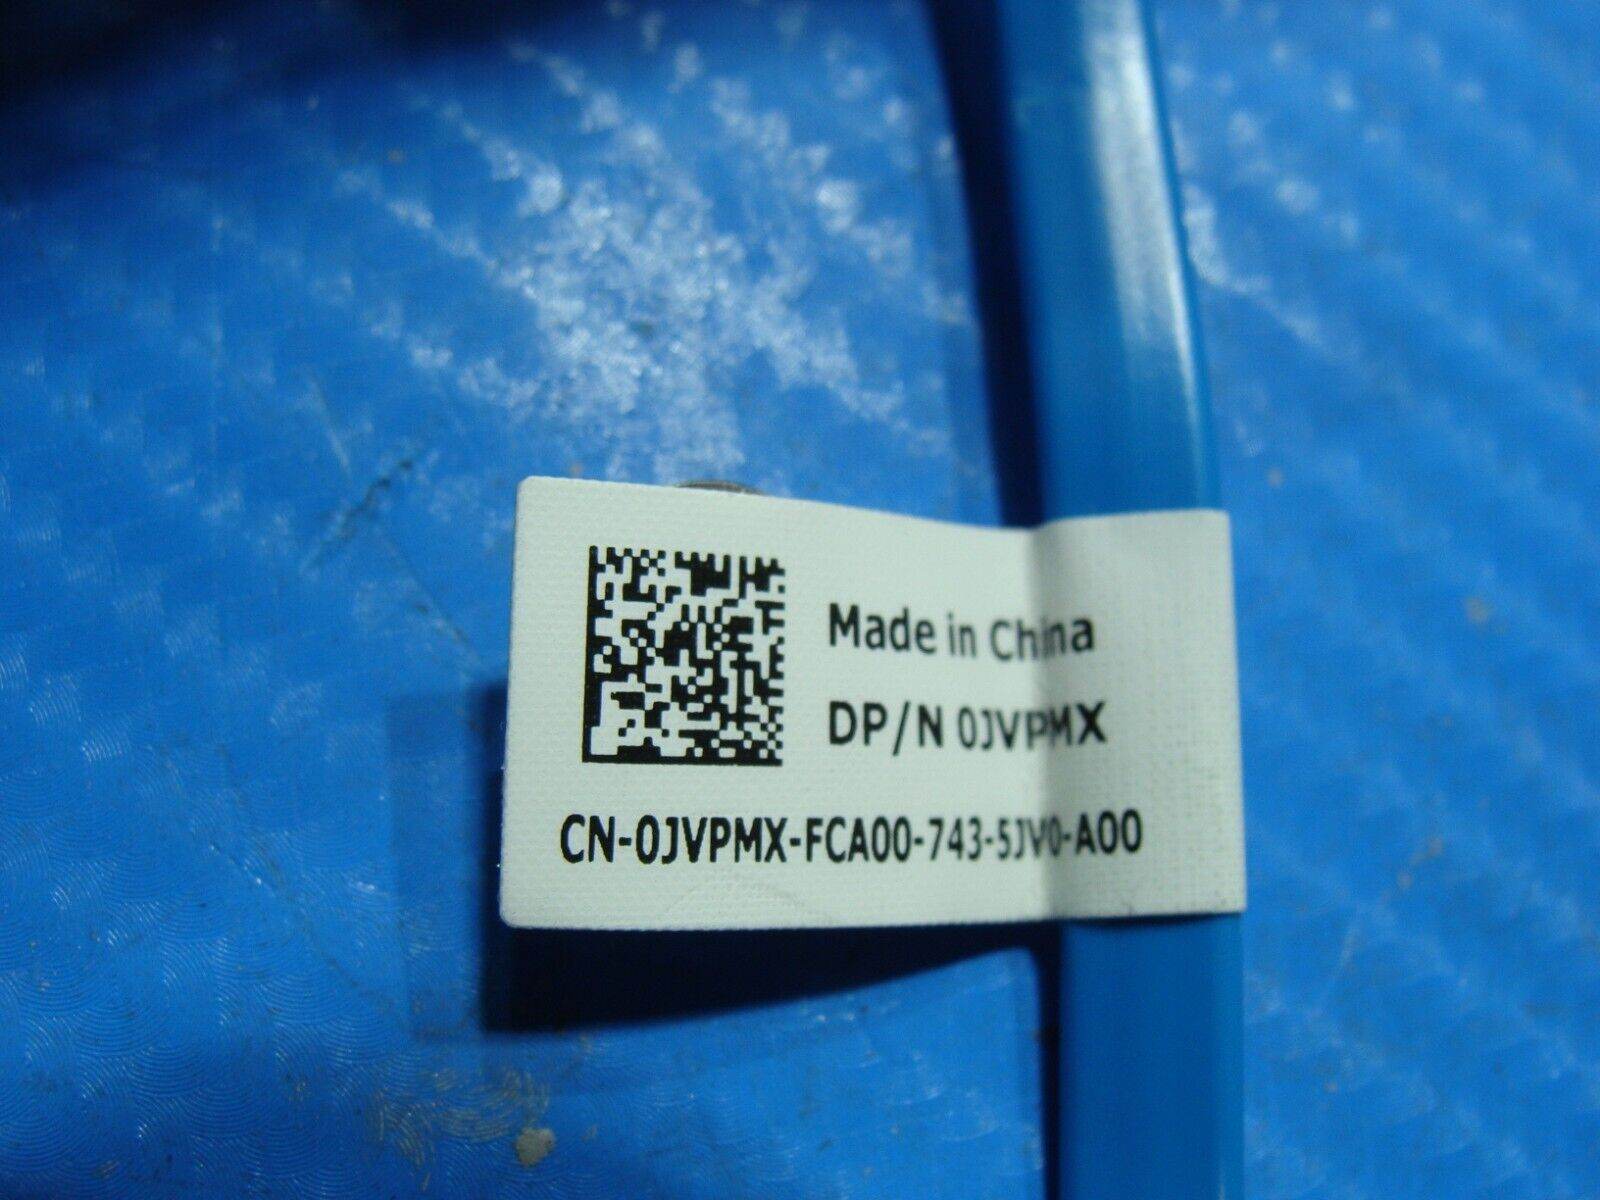 Made in China
DP/N 0JVPMX
CN-0JVPMX-FCA00-743-5JV0-A00